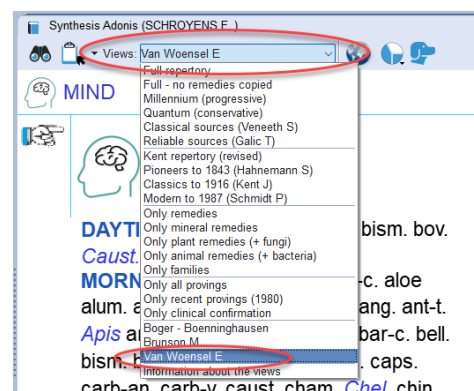 Synthesis Adonis (SCHROYENS F.)
Views: Van Woensel E
MIND
Full repertory
Full - no remedies copied
Millennium (progressive)
Quantum (conservative)
Classical sources (Veneeth S)
Reliable sources (Galic T)
Kent repertory (revised)
Pioneers to 1843 (Hahnemann S)
Classics to 1916 (Kent J)
Modern to 1987 (Schmidt P)
Only remedies
Only mineral remedies
Only plant remedies (+ fungi)
Only animal remedies (+ bacteria)
Only families
Only all provings
Only recent provings (1980)
Only clinical confirmation
Boger - Boenninghausen
Brunson M
Van Woensel E
Information about the views
DAYT bism. bov.
Caust.
MORN -c. aloe
alum. a ang. ant-t.
Apis a bar-c. bell.
bism. b . caps.
carb-an. carb-v. caust. cham. Chel. chin.